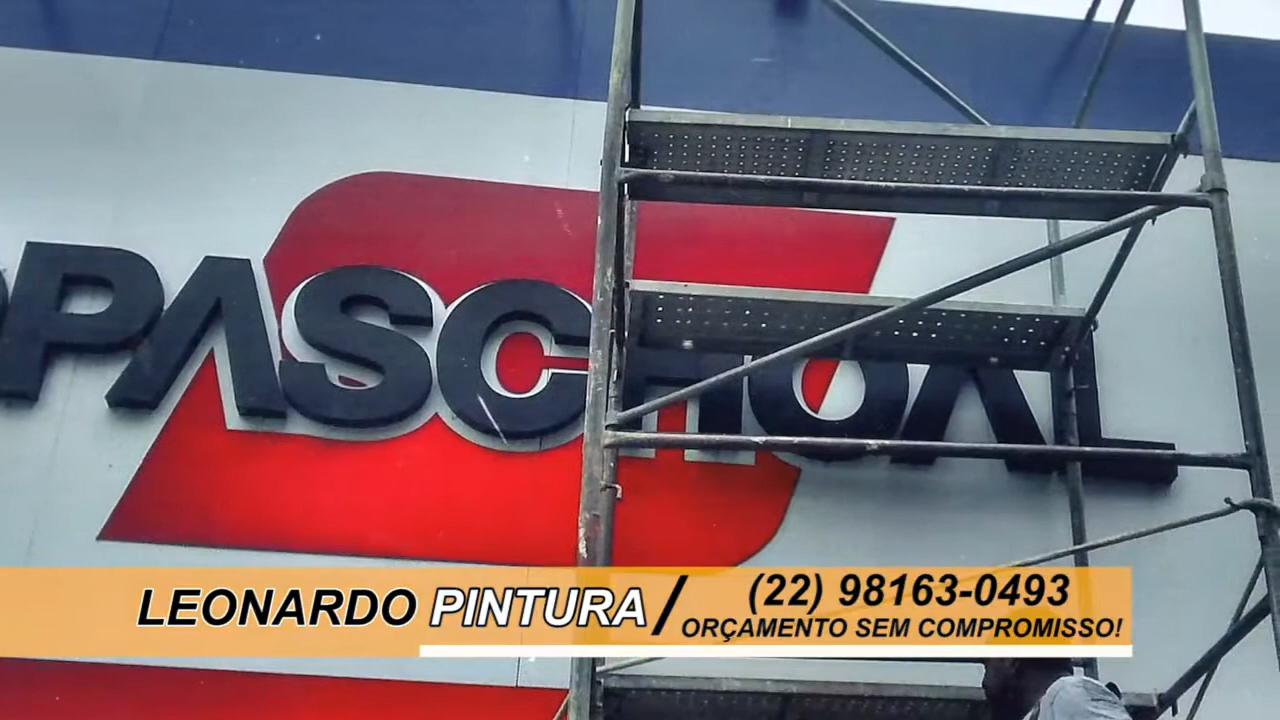 PASCHOAL
LEONARDO PINTURA/
(22) 98163-0493
ORÇAMENTO SEM COMPROMISSO!